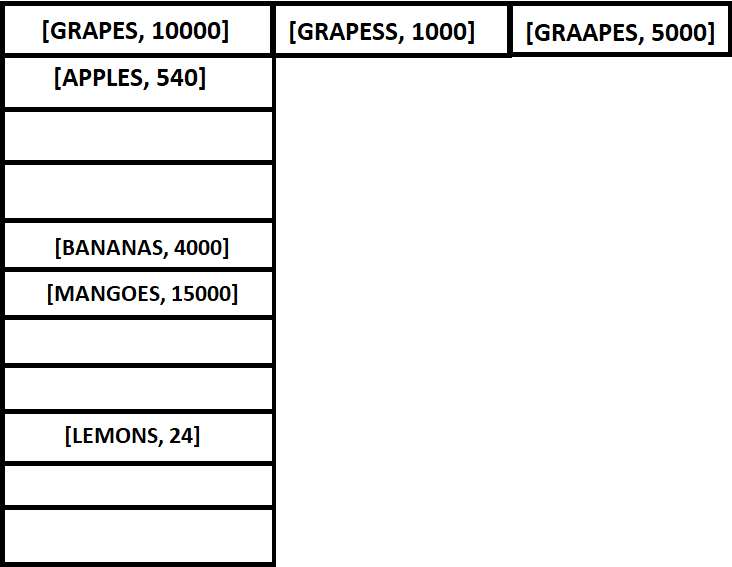 [GRAPES, 10000] [GRAPESS, 1000] [GRAAPES, 5000]
[APPLES, 540]
[BANANAS, 4000]
[MANGOES, 15000]
[LEMONS, 24]